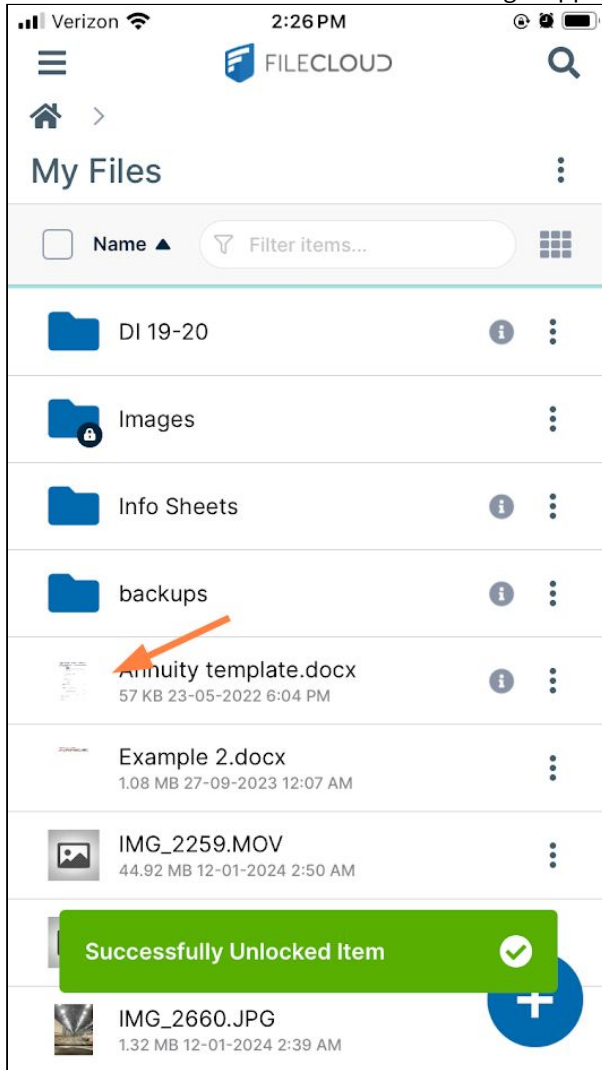 Verizon 2:26 PM
FILECLOUD
My Files
Name ▲ Filter items...
DI 19-20
Images
Info Sheets
backups
Annuity template.docx
57 KB 23-05-2022 6:04 PM
Example 2.docx
1.08 MB 27-09-2023 12:07 AM
IMG_2259.MOV
44.92 MB 12-01-2024 2:50 AM
Successfully Unlocked Item
IMG_2660.JPG
1.32 MB 12-01-2024 2:39 AM